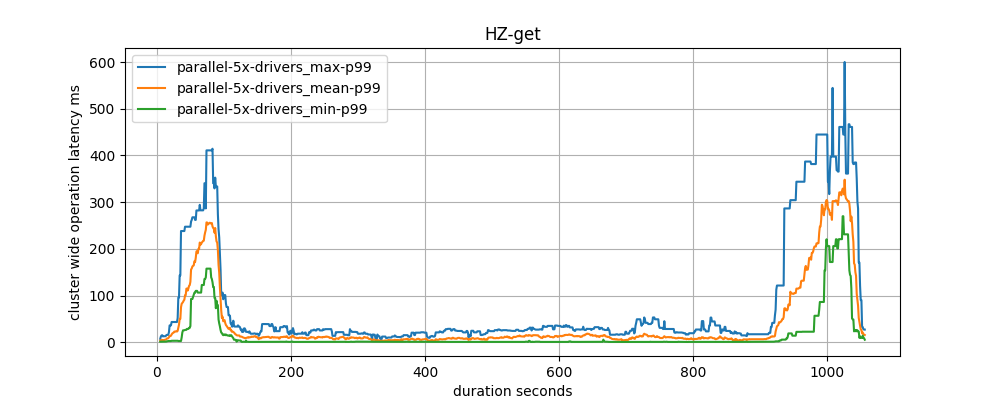 HZ-get
parallel-5x-drivers_max-p99
parallel-5x-drivers_mean-p99
parallel-5x-drivers_min-p99
cluster wide operation latency ms
600
500
400
300
200
100
0
0 200 400 600 800 1000
duration seconds